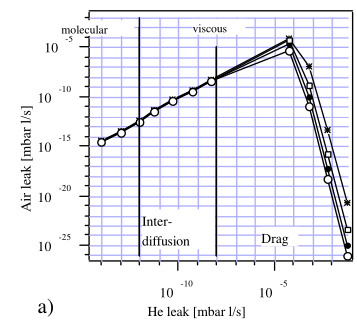 molecular viscous
10^-5
10^-10
10^-15
10^-20
10^-25
Air leak [mbar l/s]
Inter-
diffusion
Drag
10^-10 10^-5
a)
He leak [mbar l/s]